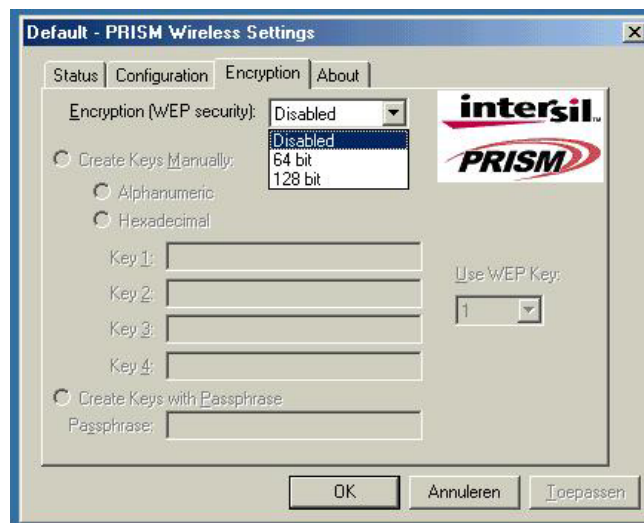 Default - PRISM Wireless Settings
Status Configuration Encryption About
Encryption (WEP security): Disabled
Disabled
64 bit
128 bit
intersil
PRISM
Create Keys Manually:
Alphanumeric
Hexadecimal
Key 1:
Key 2:
Key 3:
Key 4:
Use WEP Key:
1
Create Keys with Passphrase
Passphrase:
OK Annuleren Toepassen